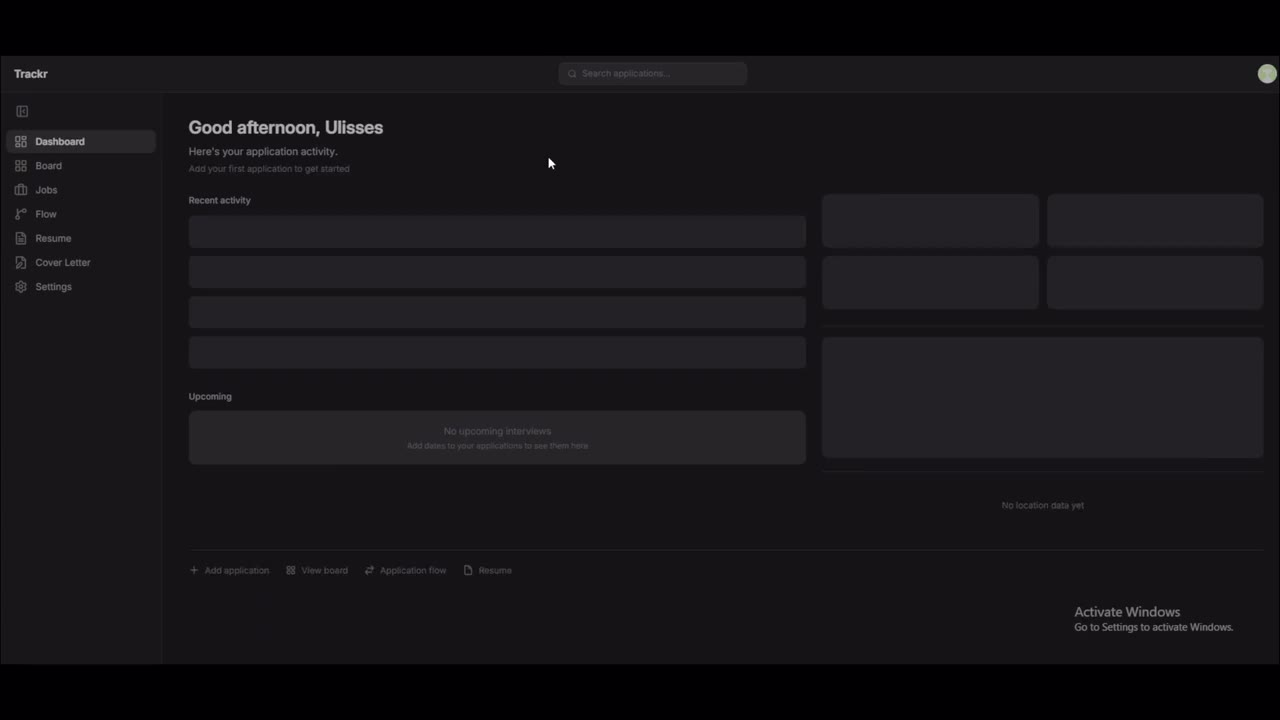 Trackr
Search applications...
Dashboard
Board
Jobs
Flow
Resume
Cover Letter
Settings
Good afternoon, Ulisses
Here's your application activity.
Add your first application to get started
Recent activity
Upcoming
No upcoming interviews
Add dates to your applications to see them here
No location data yet
Add application
View board
Application flow
Resume
Activate Windows
Go to Settings to activate Windows.